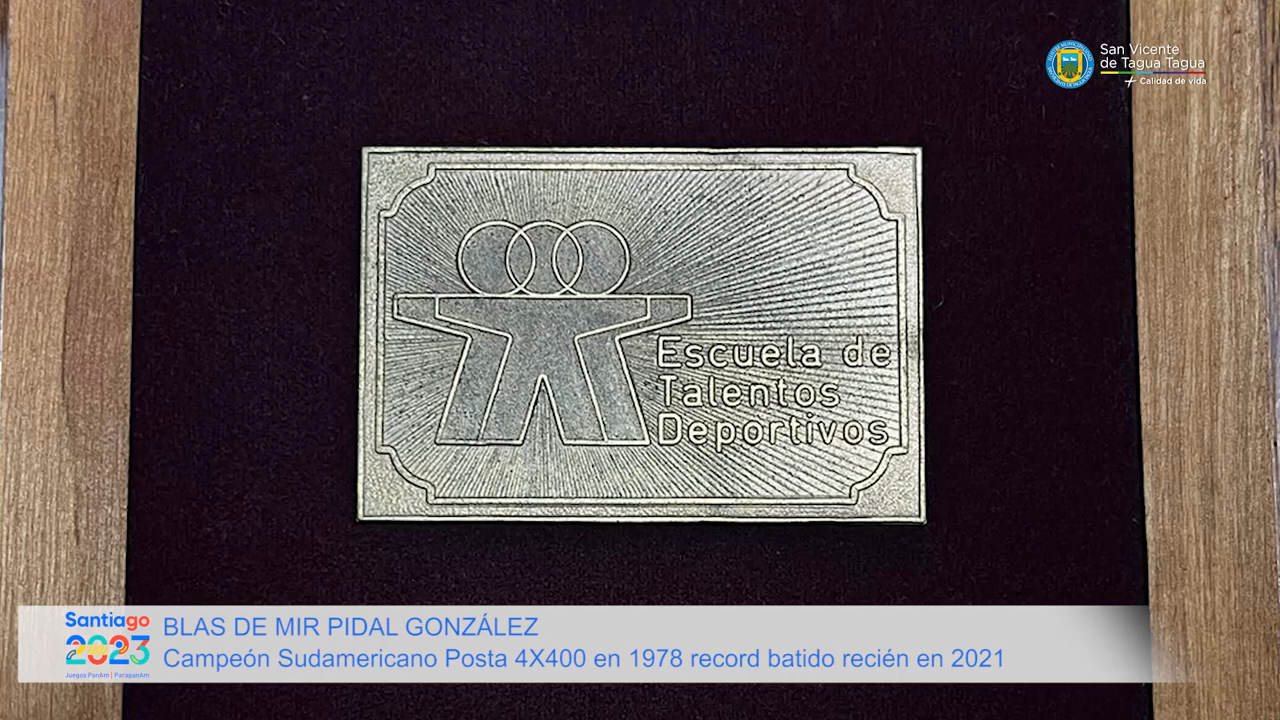 San Vicente
de Tagua Tagua
+ Calidad de vida
Escuela de
Talentos
Deportivos
Santiago
2023
Juegos PanAm | ParapanAm
BLAS DE MIR PIDAL GONZÁLEZ
Campeón Sudamericano Posta 4X400 en 1978 record batido recién en 2021